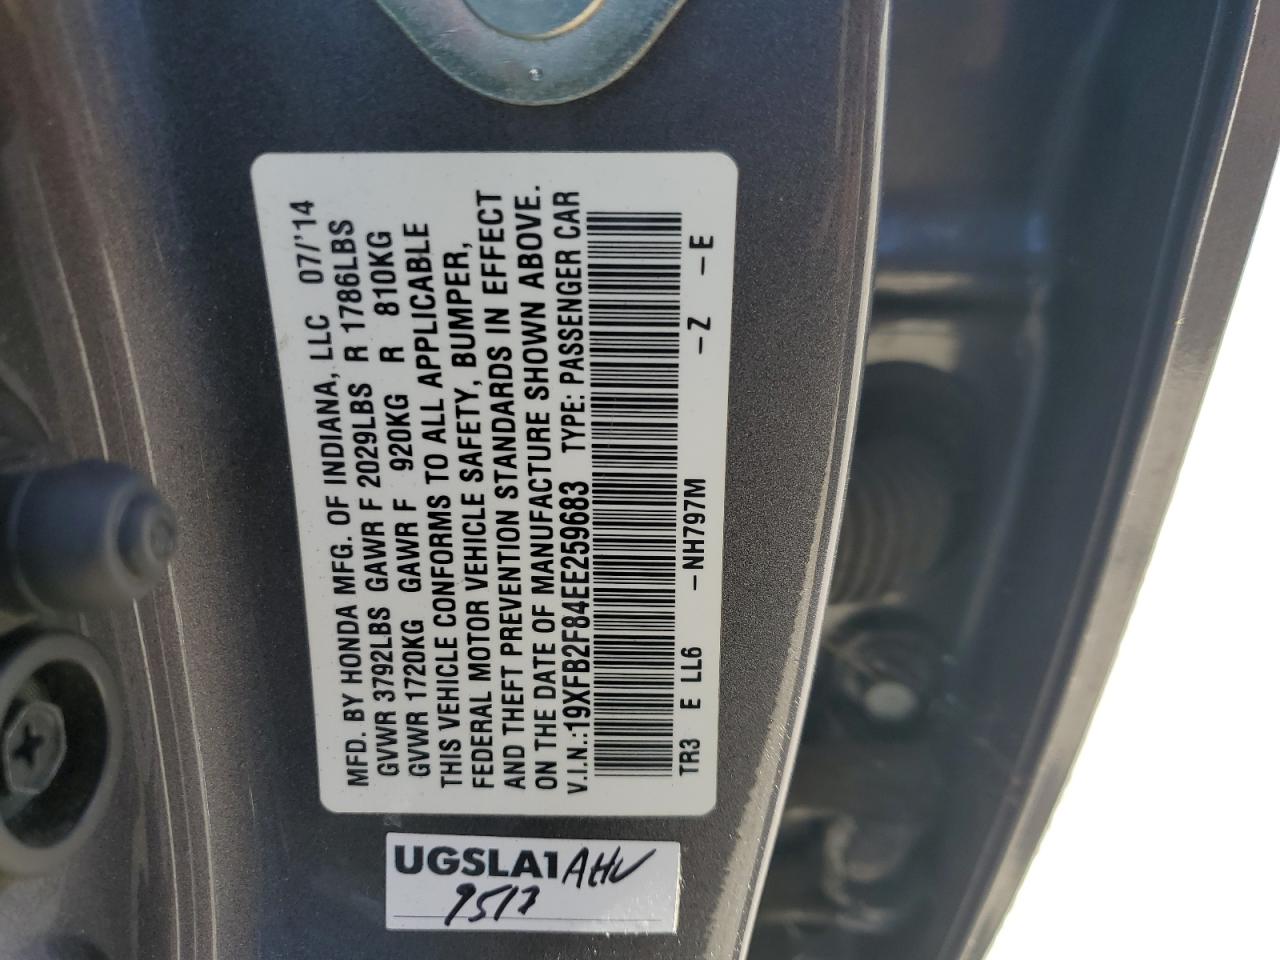 MFD. BY HONDA MFG. OF INDIANA, LLC 07/'14
GVWR 3792LBS GAWR F 2029LBS R 1786LBS
GVWR 1720KG GAWR F 920KG R 810KG
THIS VEHICLE CONFORMS TO ALL APPLICABLE
FEDERAL MOTOR VEHICLE SAFETY, BUMPER,
AND THEFT PREVENTION STANDARDS IN EFFECT
ON THE DATE OF MANUFACTURE SHOWN ABOVE.
V.I.N.:19XFB2F84EE259683 TYPE: PASSENGER CAR
TR3 E LL6 -NH797M -Z -E
UGSLA1 AHV
9517